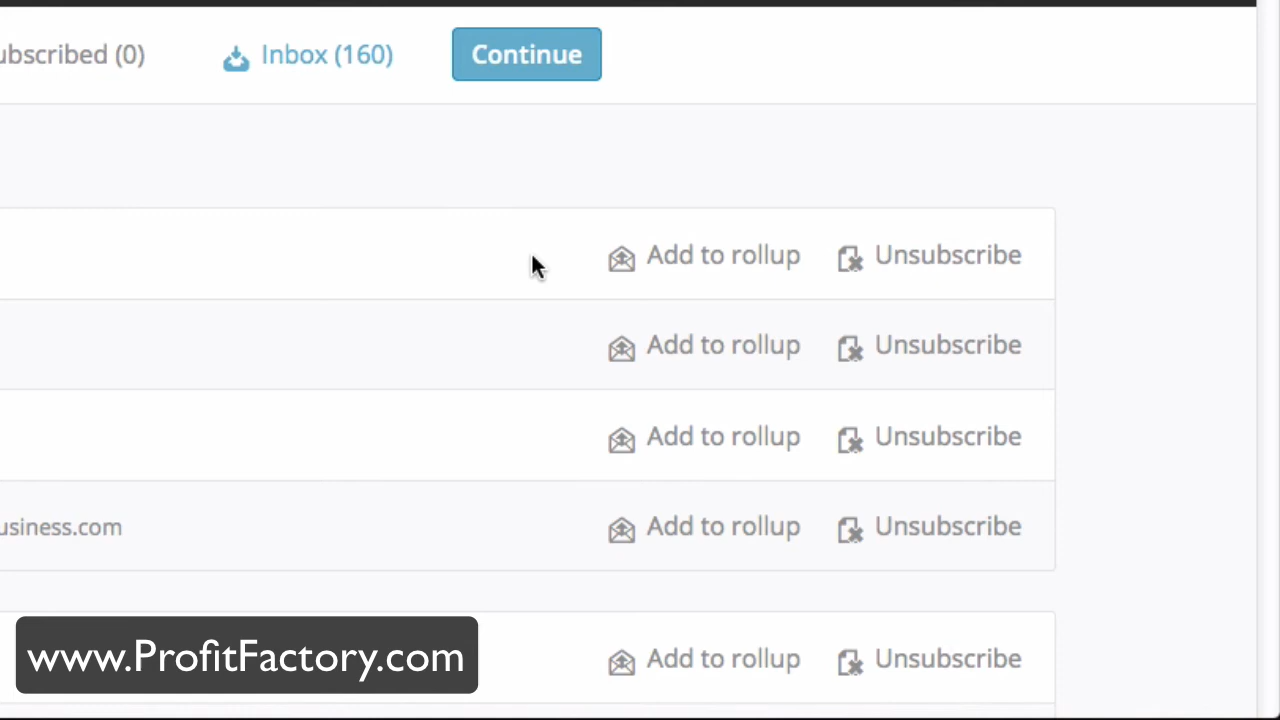 ubscribed (0) Inbox (160) Continue
Add to rollup Unsubscribe
Add to rollup Unsubscribe
Add to rollup Unsubscribe
usiness.com Add to rollup Unsubscribe
www.ProfitFactory.com Add to rollup Unsubscribe